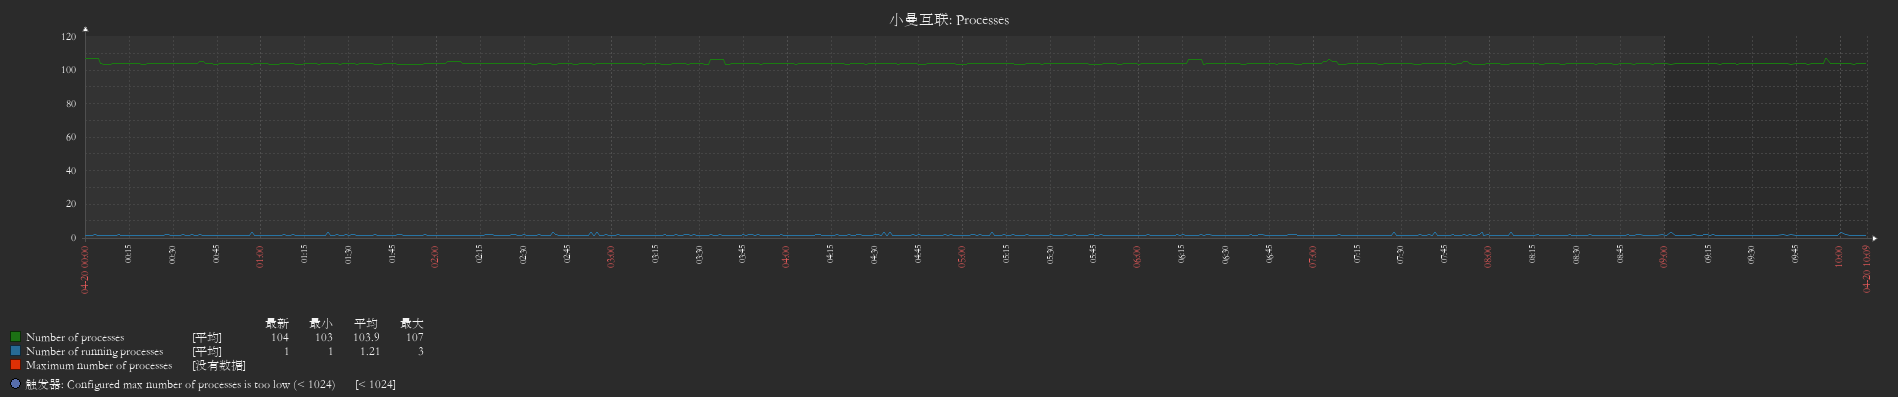 小曼互联: Processes
120
100
80
60
40
20
0
04-20 00:00 00:15 00:30 00:45 01:00 01:15 01:30 01:45 02:00 02:15 02:30 02:45 03:00 03:15 03:30 03:45 04:00 04:15 04:30 04:45 05:00 05:15 05:30 05:45 06:00 06:15 06:30 06:45 07:00 07:15 07:30 07:45 08:00 08:15 08:30 08:45 09:00 09:15 09:30 09:45 10:00 04-20 10:09
最新 最小 平均 最大
Number of processes [平均] 104 103 103.9 107
Number of running processes [平均] 1 1 1.21 3
Maximum number of processes [没有数据]
触发器: Configured max number of processes is too low (< 1024) [< 1024]